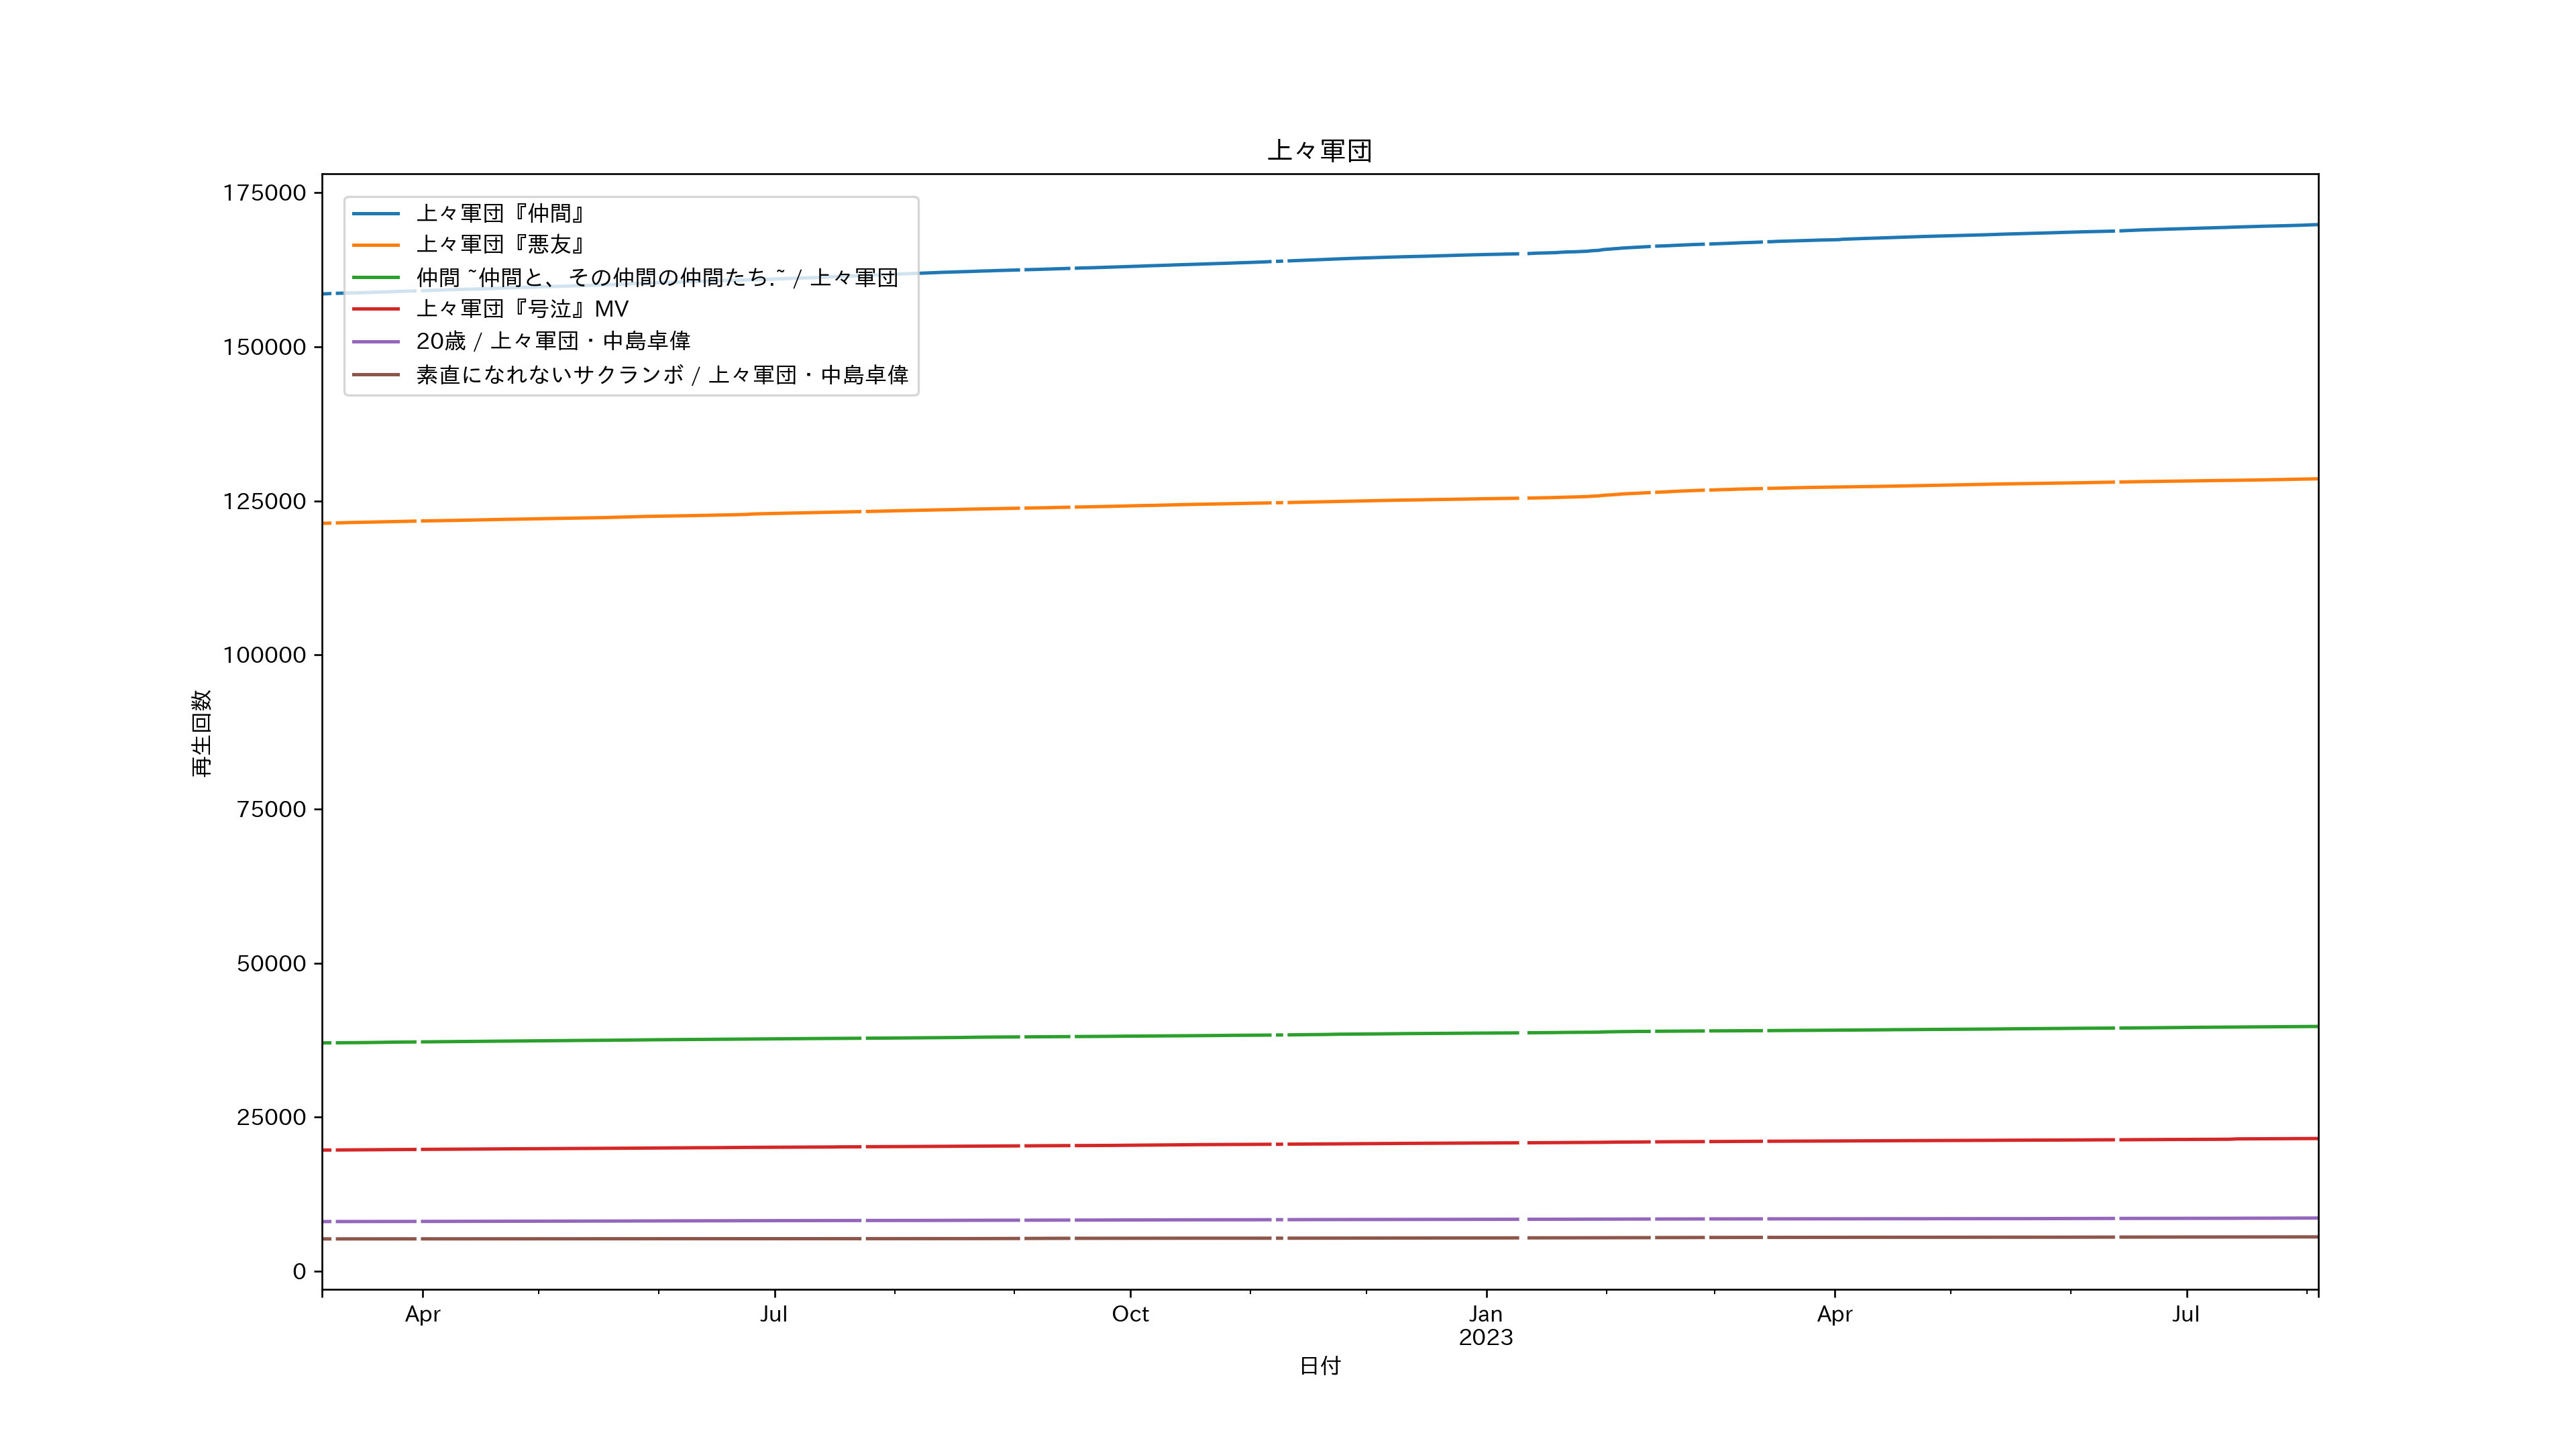 上々軍団
175000
150000
125000
100000
75000
50000
25000
0
再生回数
上々軍団『仲間』
上々軍団『悪友』
仲間 ~仲間と、その仲間の仲間たち.~ / 上々軍団
上々軍団『号泣』MV
20歳 / 上々軍団・中島卓偉
素直になれないサクランボ / 上々軍団・中島卓偉
Apr
Jul
Oct
Jan
2023
Apr
Jul
日付